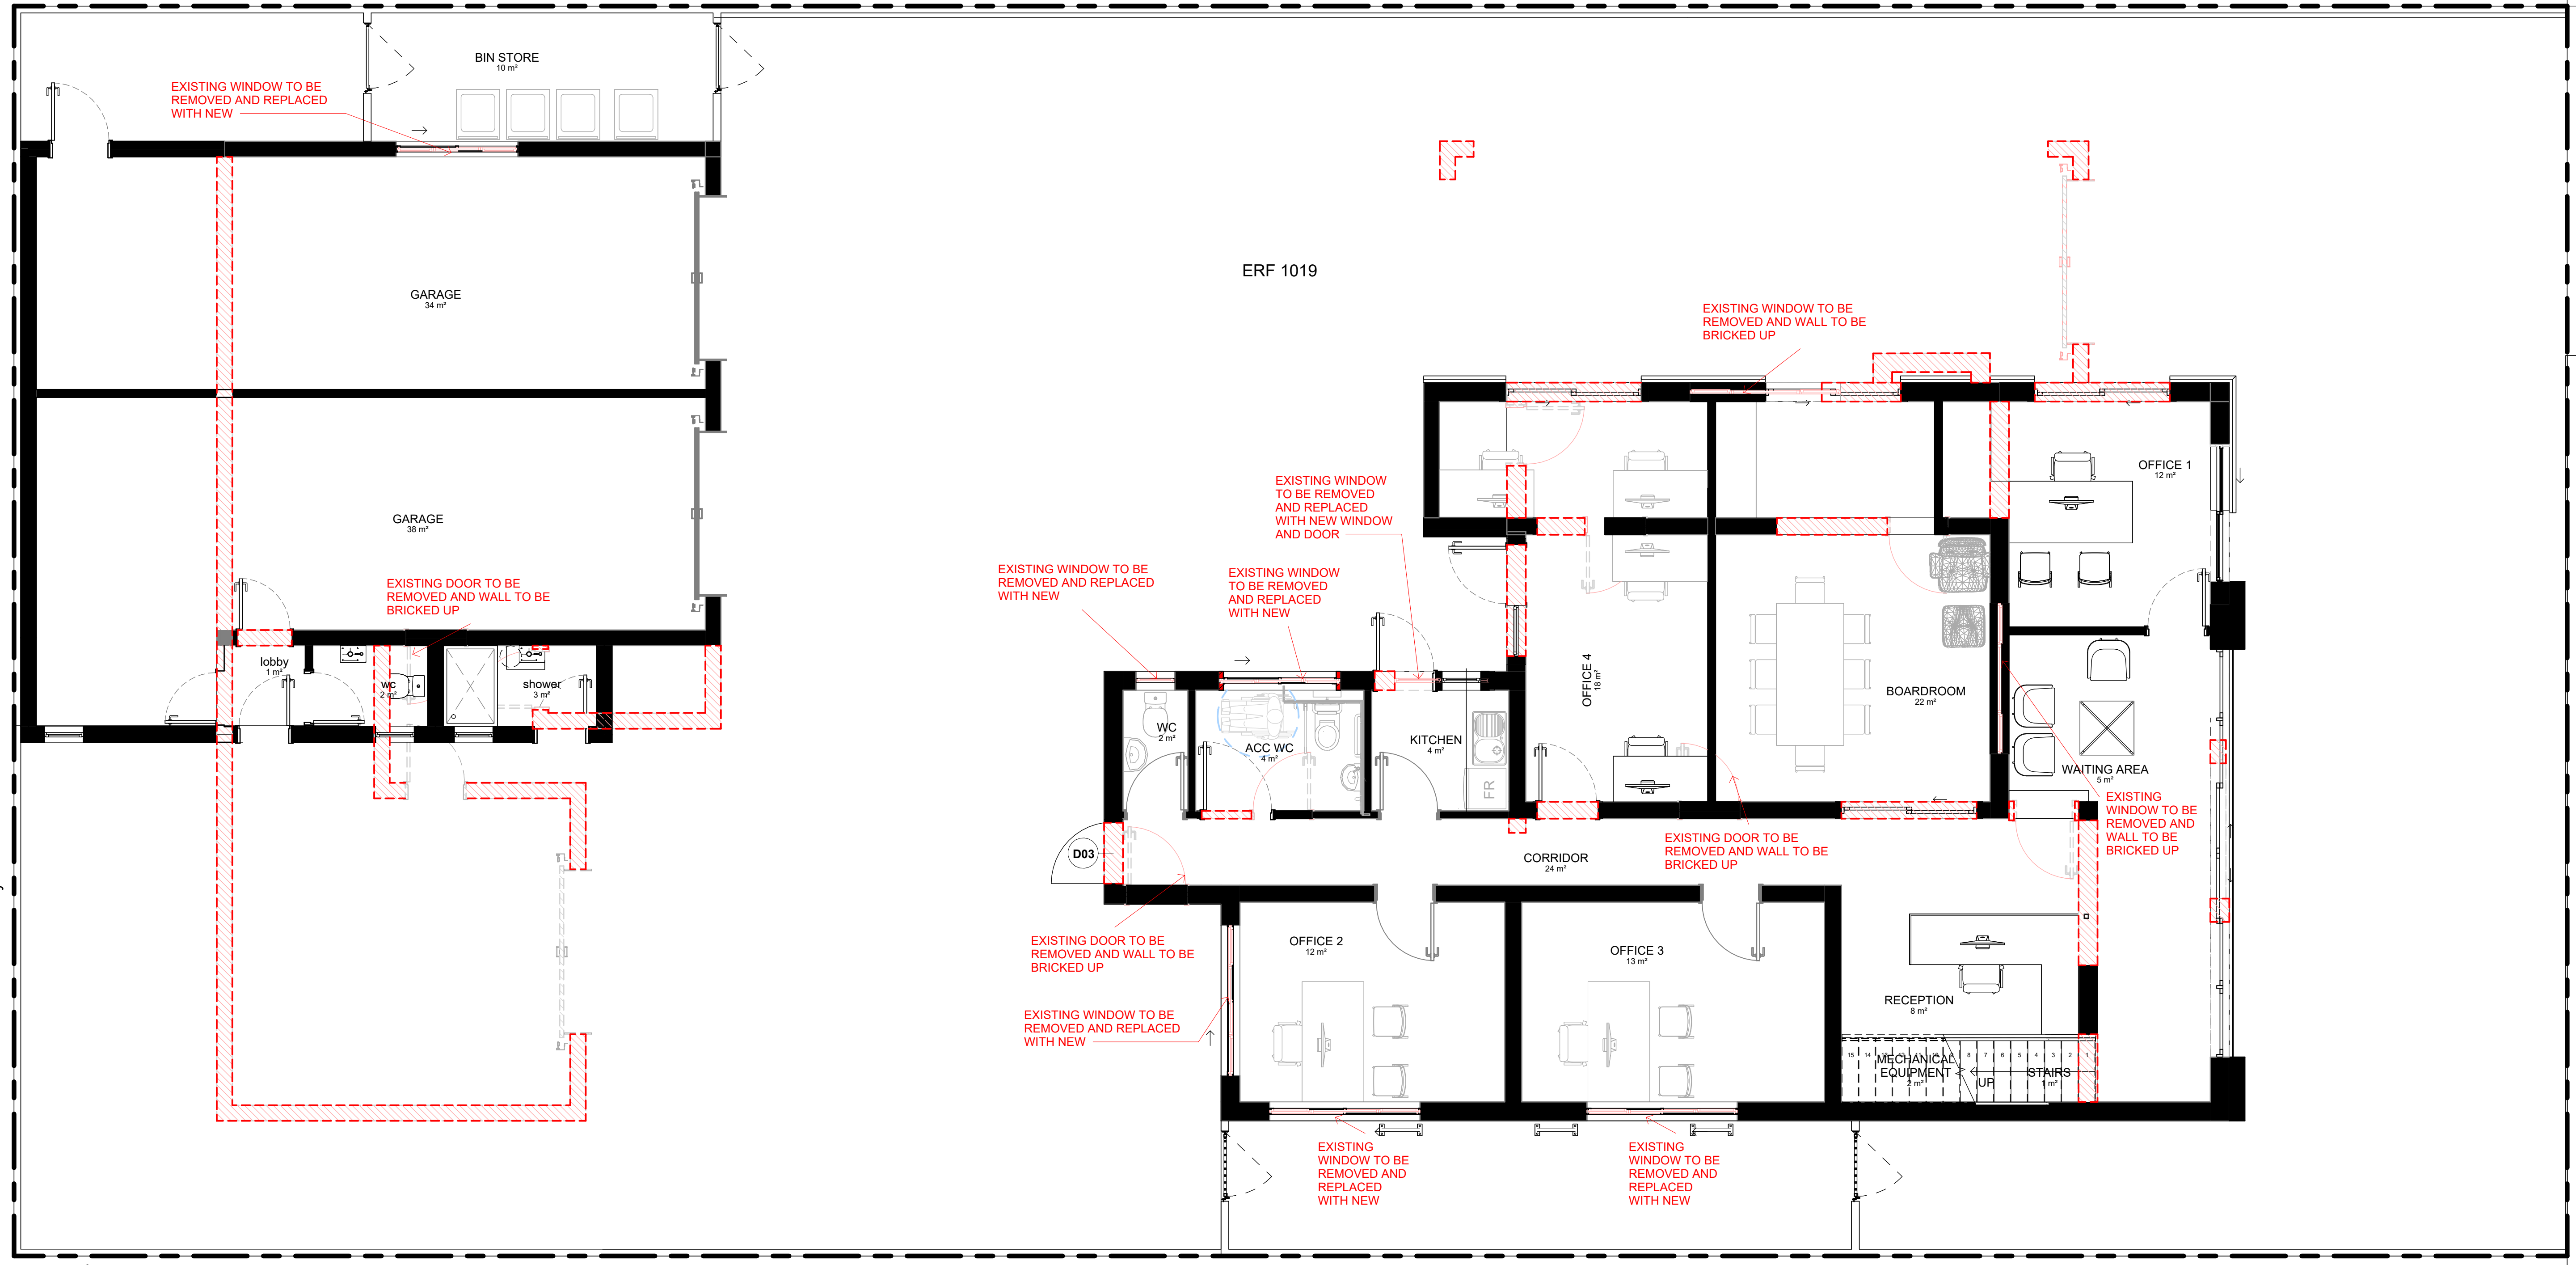 BIN STORE
10 m²
EXISTING WINDOW TO BE
REMOVED AND REPLACED
WITH NEW
GARAGE
34 m²
ERF 1019
EXISTING WINDOW TO BE
REMOVED AND WALL TO BE
BRICKED UP
OFFICE 1
12 m²
GARAGE
38 m²
EXISTING WINDOW
TO BE REMOVED
AND REPLACED
WITH NEW WINDOW
AND DOOR
EXISTING WINDOW TO BE
REMOVED AND REPLACED
WITH NEW
EXISTING WINDOW
TO BE REMOVED
AND REPLACED
WITH NEW
EXISTING DOOR TO BE
REMOVED AND WALL TO BE
BRICKED UP
lobby
1 m²
wc
2 m²
shower
3 m²
OFFICE 4
18 m²
BOARDROOM
22 m²
WC
2 m²
ACC WC
4 m²
KITCHEN
4 m²
FR
WAITING AREA
5 m²
EXISTING
WINDOW TO BE
REMOVED AND
WALL TO BE
BRICKED UP
EXISTING DOOR TO BE
REMOVED AND WALL TO BE
BRICKED UP
D03
CORRIDOR
24 m²
EXISTING DOOR TO BE
REMOVED AND WALL TO BE
BRICKED UP
OFFICE 2
12 m²
OFFICE 3
13 m²
RECEPTION
8 m²
EXISTING WINDOW TO BE
REMOVED AND REPLACED
WITH NEW
15 14 8 7 6 5 4 3 2 1
MECHANICAL
EQUIPMENT
2 m²
UP
STAIRS
1 m²
EXISTING
WINDOW TO BE
REMOVED AND
REPLACED
WITH NEW
EXISTING
WINDOW TO BE
REMOVED AND
REPLACED
WITH NEW